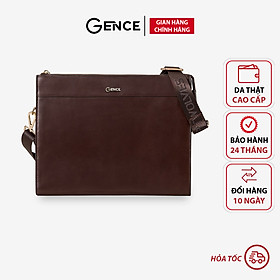 GENCE
GIAN HÀNG
CHÍNH HÃNG
DA THẬT
CAO CẤP
BẢO HÀNH
24 THÁNG
ĐỔI HÀNG
10 NGÀY
GENCE
HỎA TỐC